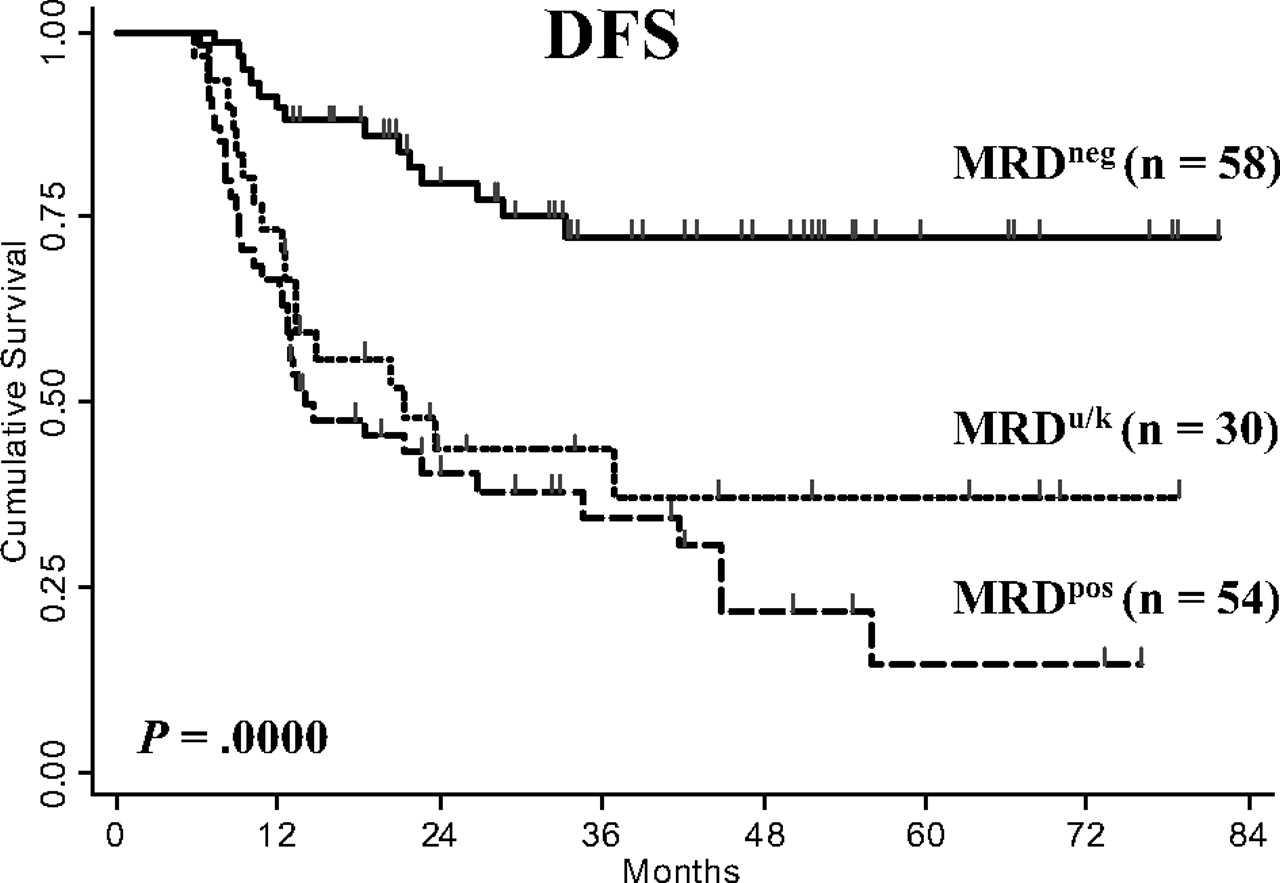 DFS
1.00
0.75
0.50
0.25
0.00
Cumulative Survival
MRDneg (n = 58)
MRDu/k (n = 30)
MRDpos (n = 54)
P = .0000
0 12 24 36 48 60 72 84
Months